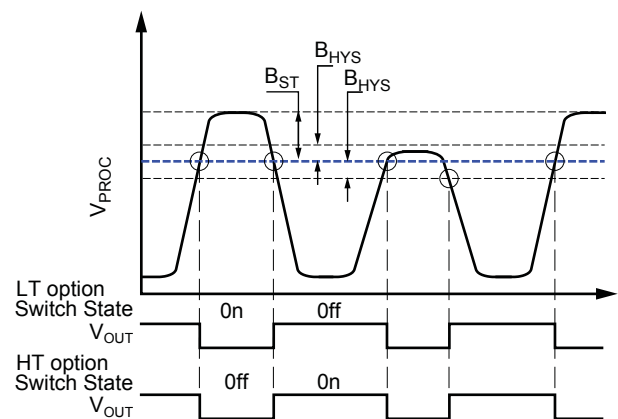 B_HYS
B_ST B_HYS
V_PROC
LT option
Switch State 0n 0ff
V_OUT
HT option
Switch State 0ff 0n
V_OUT